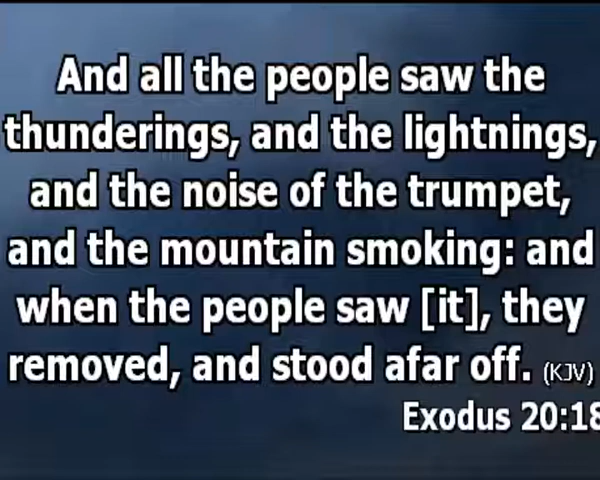 And all the people saw the
thunderings, and the lightnings,
and the noise of the trumpet,
and the mountain smoking: and
when the people saw [it], they
removed, and stood afar off. (KJV)
Exodus 20:18